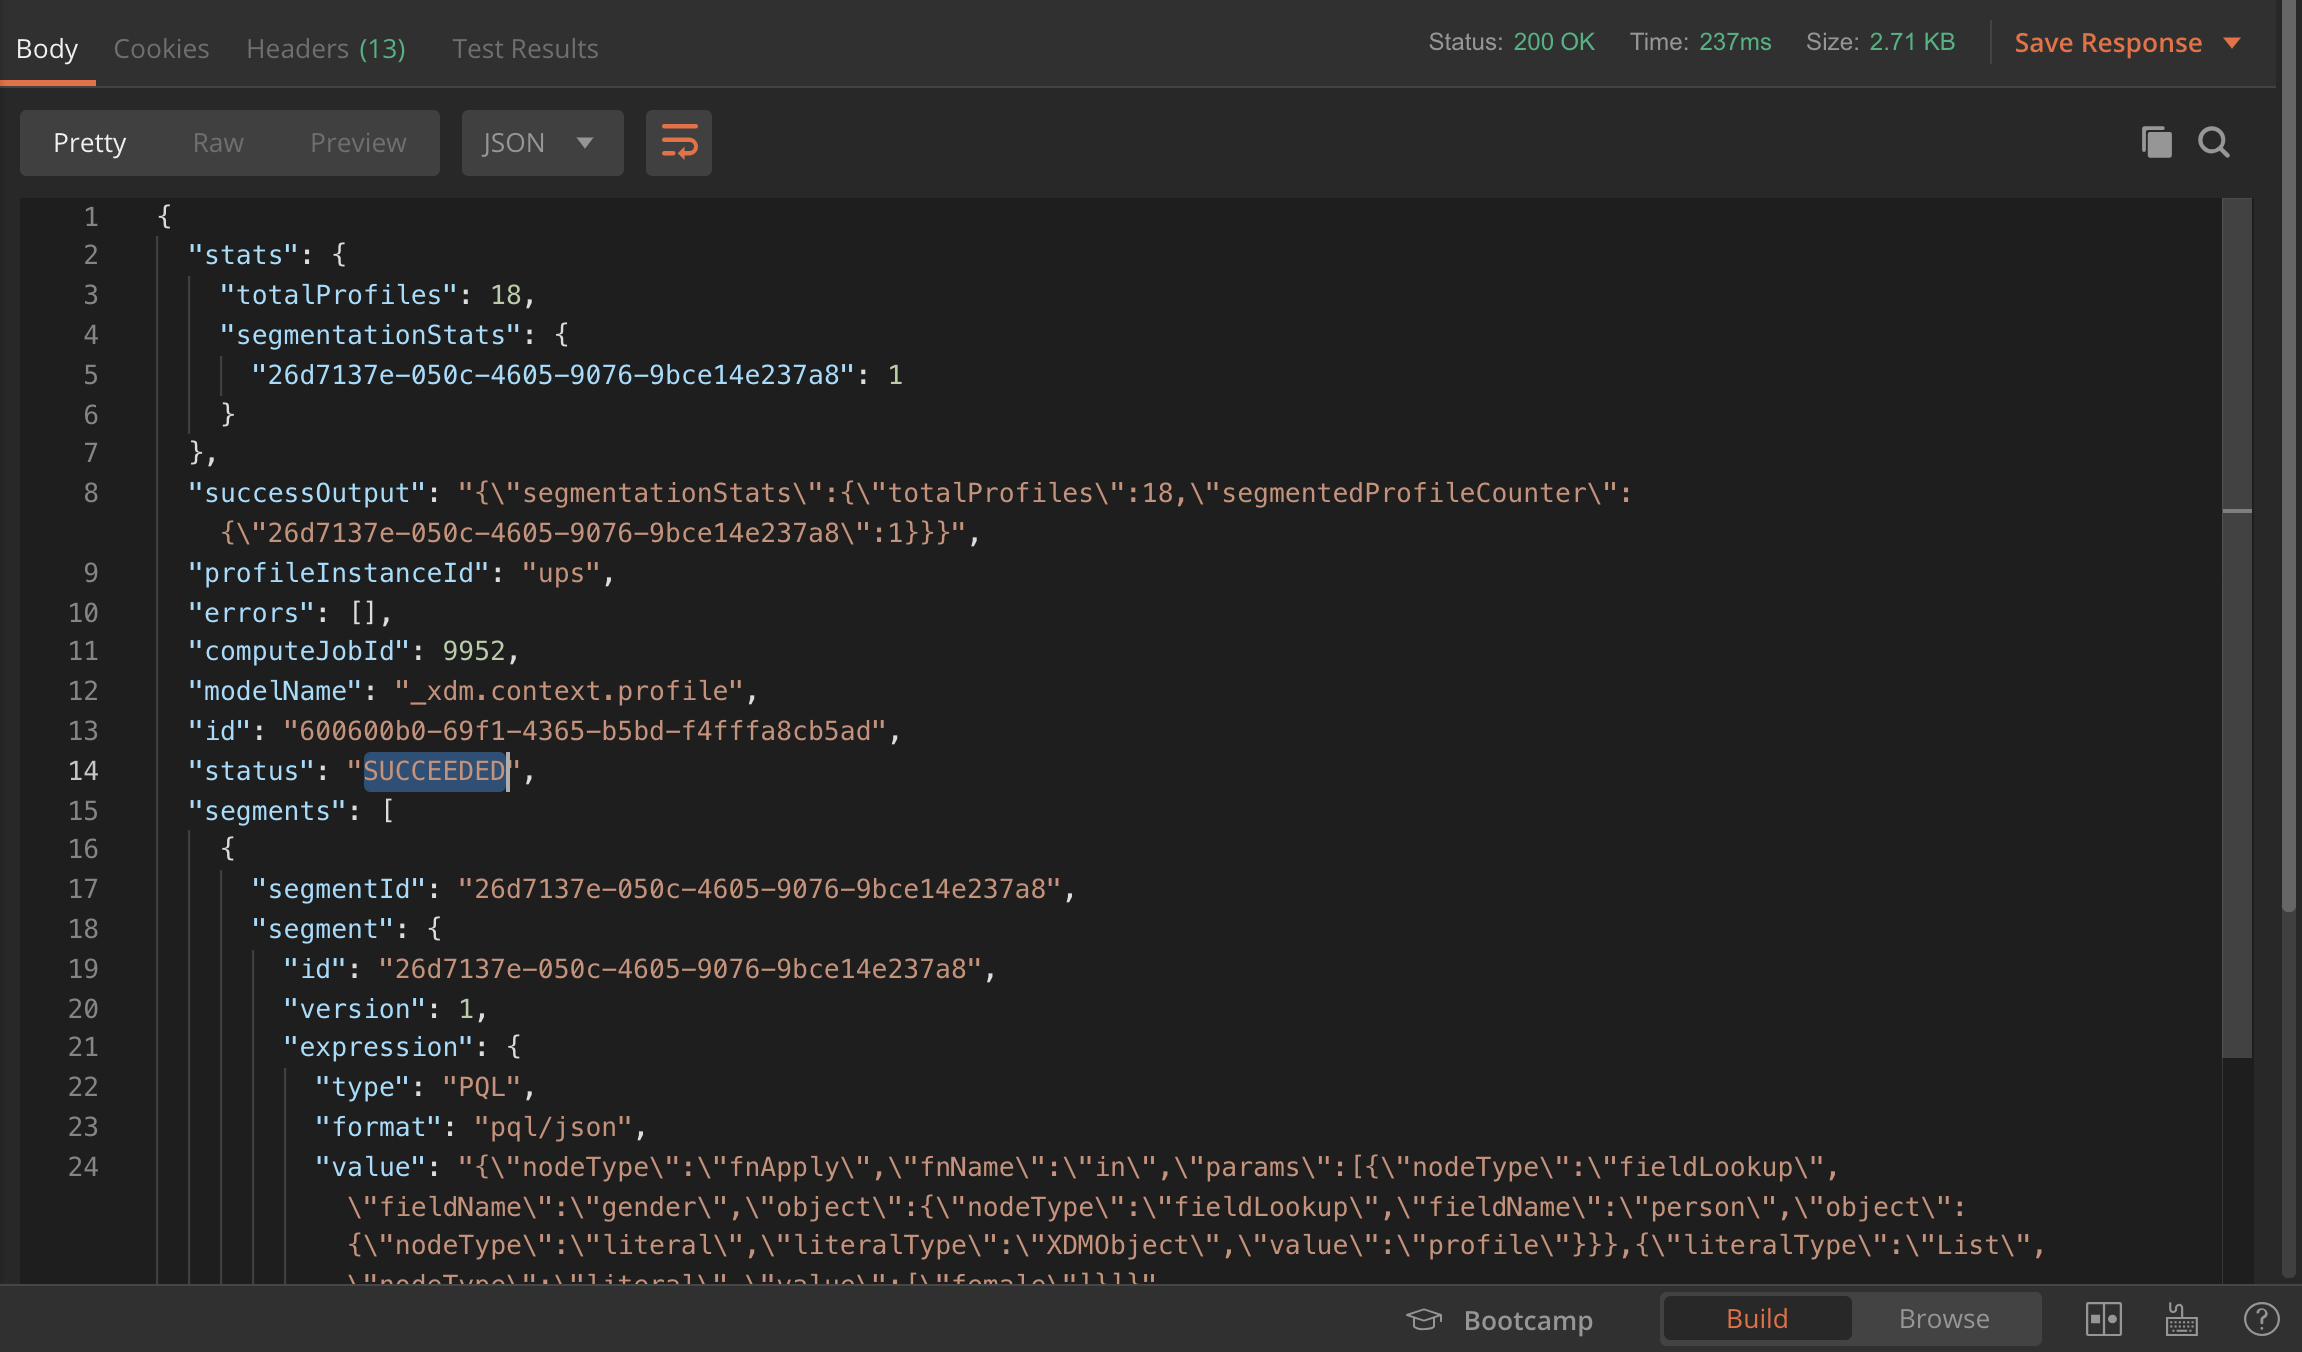 Body Cookies Headers (13) Test Results Status: 200 OK Time: 237ms Size: 2.71 KB Save Response
Pretty Raw Preview JSON
1 {
2 "stats": {
3 "totalProfiles": 18,
4 "segmentationStats": {
5 "26d7137e-050c-4605-9076-9bce14e237a8": 1
6 }
7 },
8 "successOutput": "{\"segmentationStats\":{\"totalProfiles\":18,\"segmentedProfileCounter\":
{\"26d7137e-050c-4605-9076-9bce14e237a8\":1}}}",
9 "profileInstanceId": "ups",
10 "errors": [],
11 "computeJobId": 9952,
12 "modelName": "_xdm.context.profile",
13 "id": "600600b0-69f1-4365-b5bd-f4fffa8cb5ad",
14 "status": "SUCCEEDED",
15 "segments": [
16 {
17 "segmentId": "26d7137e-050c-4605-9076-9bce14e237a8",
18 "segment": {
19 "id": "26d7137e-050c-4605-9076-9bce14e237a8",
20 "version": 1,
21 "expression": {
22 "type": "PQL",
23 "format": "pql/json",
24 "value": "{\"nodeType\":\"fnApply\",\"fnName\":\"in\",\"params\":[{\"nodeType\":\"fieldLookup\",
\"fieldName\":\"gender\",\"object\":{\"nodeType\":\"fieldLookup\",\"fieldName\":\"person\",\"object\":
{\"nodeType\":\"literal\",\"literalType\":\"XDMObject\",\"value\":\"profile\"}}},{\"literalType\":\"List\",
\"nodeType\":\"literal\",\"value\":[\"female\"]}]}"
Bootcamp Build Browse